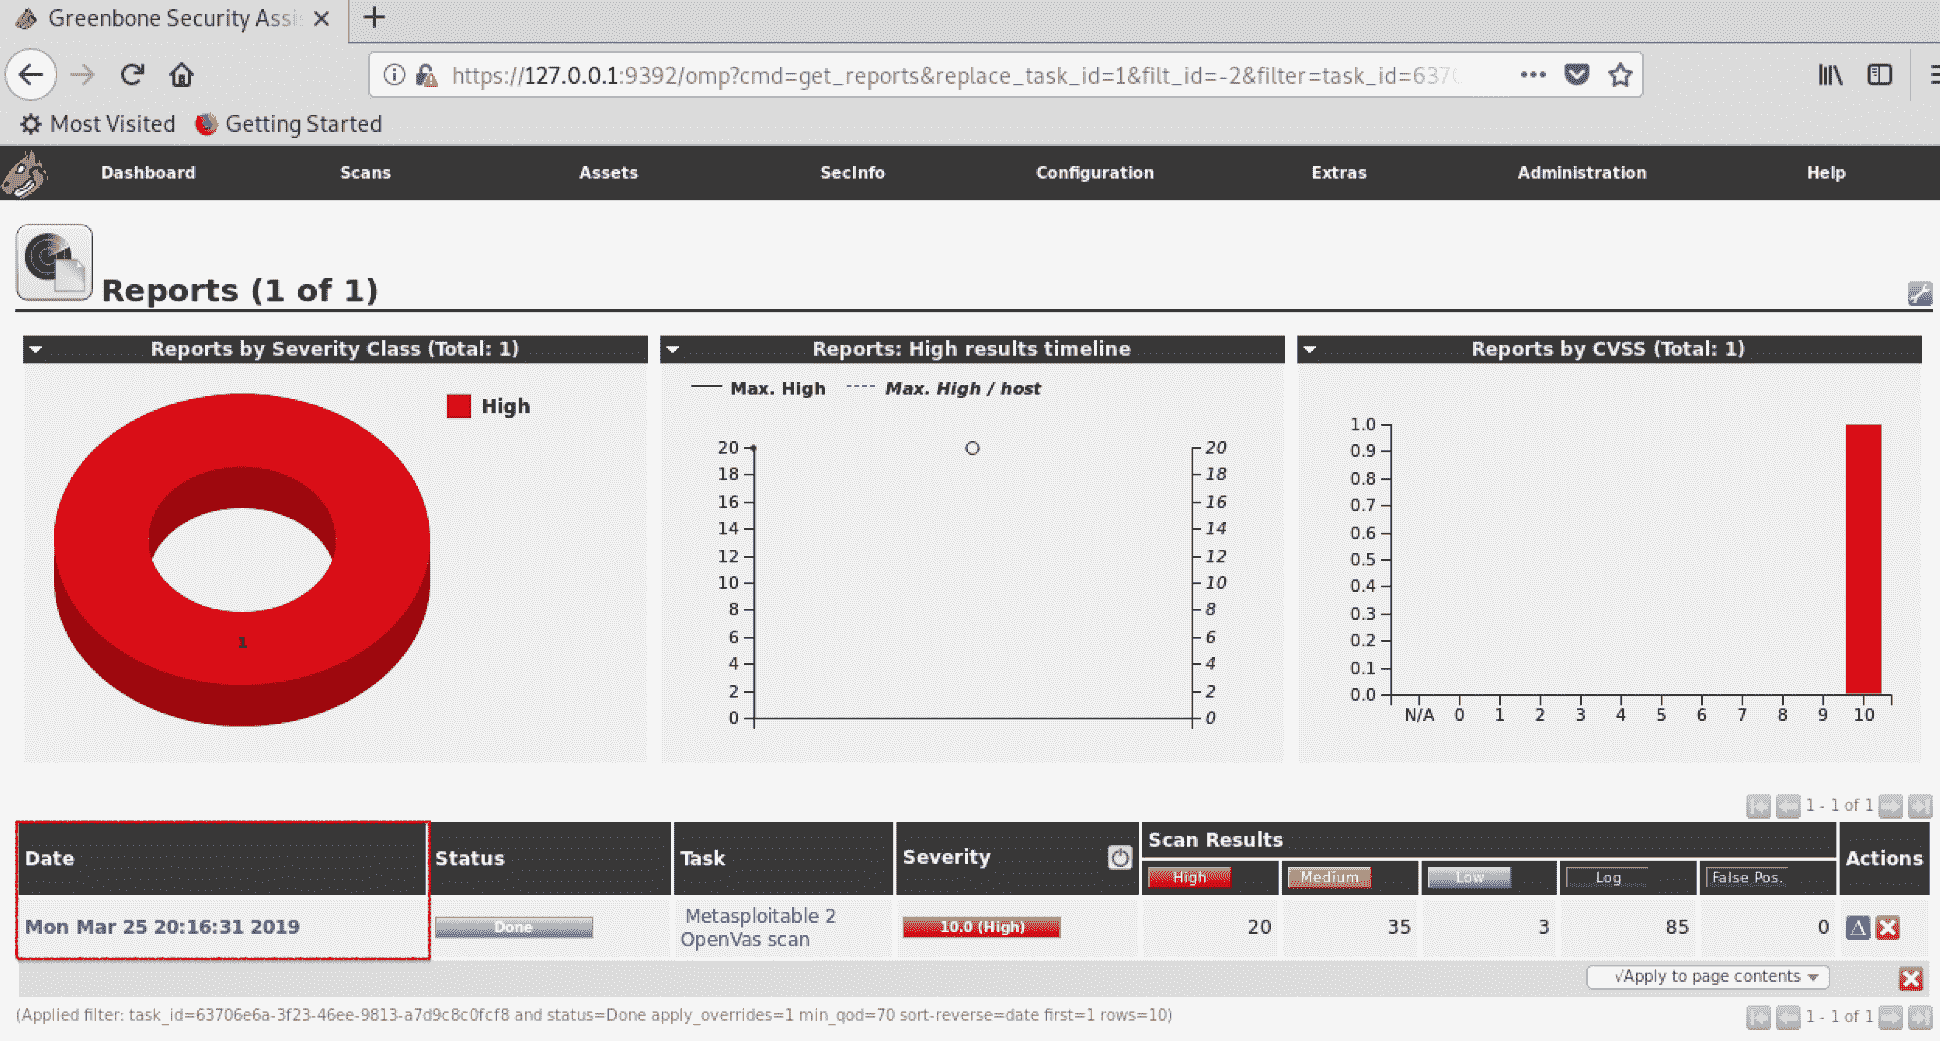 Greenbone Security Assi
https://127.0.0.1:9392/omp?cmd=get_reports&replace_task_id=1&filt_id=-2&filter=task_id=6370
Most Visited Getting Started
Dashboard Scans Assets SecInfo Configuration Extras Administration Help
Reports (1 of 1)
Reports by Severity Class (Total: 1)
High
1
Reports: High results timeline
Max. High Max. High / host
20 20
18 18
16 16
14 14
12 12
10 10
8 8
6 6
4 4
2 2
0 0
Reports by CVSS (Total: 1)
1.0
0.9
0.8
0.7
0.6
0.5
0.4
0.3
0.2
0.1
0.0
N/A 0 1 2 3 4 5 6 7 8 9 10
1 - 1 of 1
Date Status Task Severity Scan Results Actions
High Medium Low Log False Pos.
Mon Mar 25 20:16:31 2019 Done Metasploitable 2 10.0 (High) 20 35 3 85 0
OpenVas scan
√Apply to page contents
(Applied filter: task_id=63706e6a-3f23-46ee-9813-a7d9c8c0fcf8 and status=Done apply_overrides=1 min_qod=70 sort-reverse=date first=1 rows=10)
1 - 1 of 1